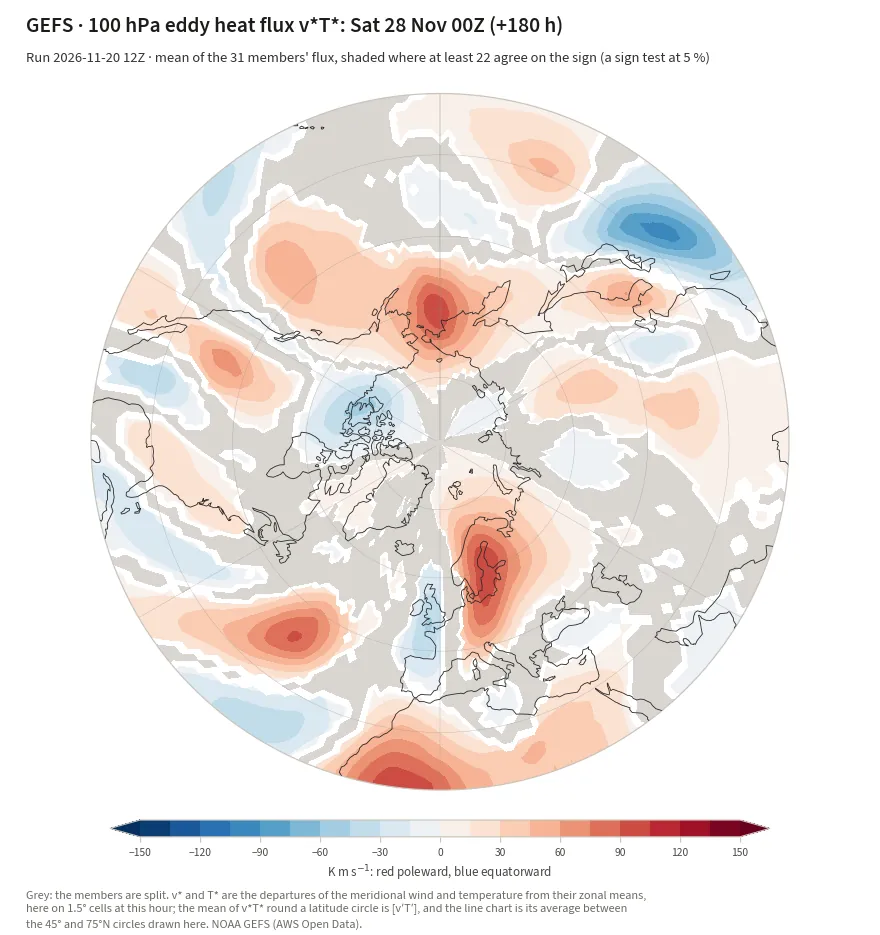 GEFS · 100 hPa eddy heat flux v*T*: Sat 28 Nov 00Z (+180 h)
Run 2026-11-20 12Z · mean of the 31 members' flux, shaded where at least 22 agree on the sign (a sign test at 5 %)
−150 −120 −90 −60 −30 0 30 60 90 120 150
K m s⁻¹: red poleward, blue equatorward
Grey: the members are split. v* and T* are the departures of the meridional wind and temperature from their zonal means,
here on 1.5° cells at this hour; the mean of v*T* round a latitude circle is [v'T'], and the line chart is its average between
the 45° and 75°N circles drawn here. NOAA GEFS (AWS Open Data).